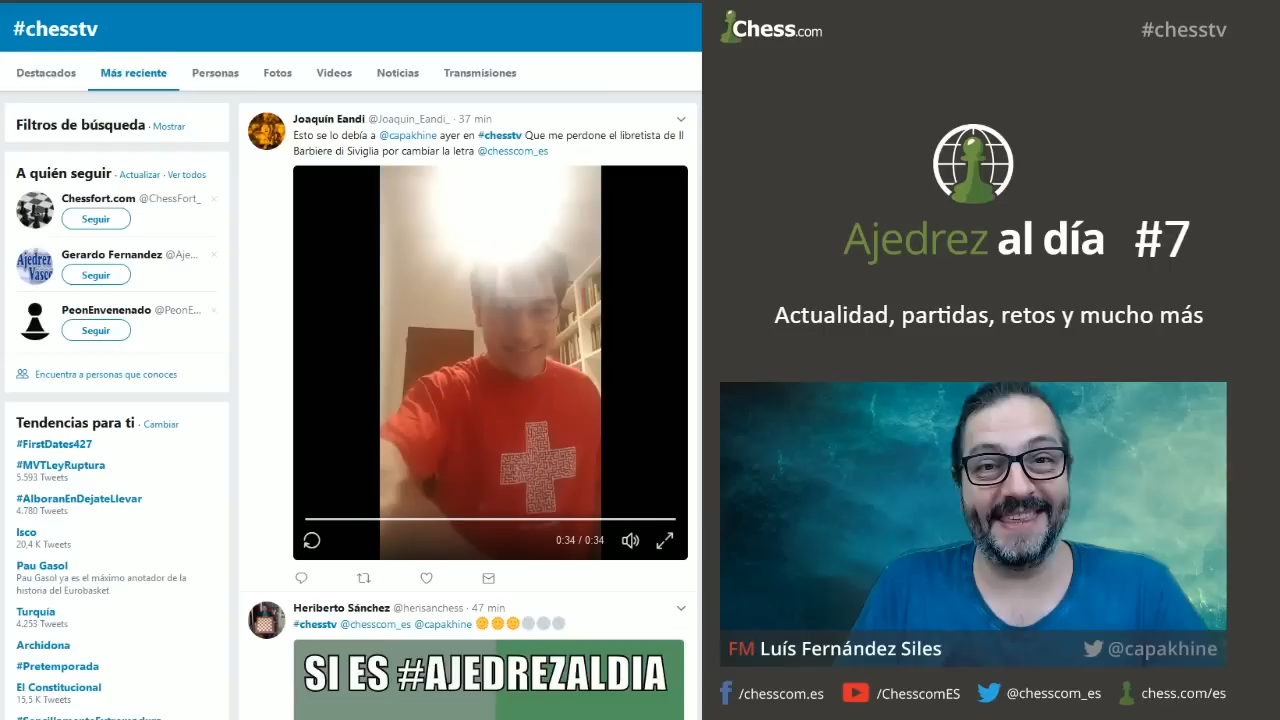 #chesstv
Destacados Más reciente Personas Fotos Videos Noticias Transmisiones
Filtros de búsqueda · Mostrar
A quién seguir · Actualizar · Ver todos
Chessfort.com @ChessFort_
Seguir
Gerardo Fernandez @Aje...
Seguir
PeonEnvenenado @PeonE...
Seguir
Encuentra a personas que conoces
Ajedrez
Vasco
Tendencias para ti · Cambiar
#FirstDates427
#MVTLeyRuptura
5.593 Tweets
#AlboranEnDejateLlevar
4.780 Tweets
Isco
20,4 K Tweets
Pau Gasol
Pau Gasol ya es el máximo anotador de la
historia del Eurobasket
Turquía
4.253 Tweets
Archidona
#Pretemporada
El Constitucional
15,5 K Tweets
#SencillamenteExtremadura
Joaquín Eandi @Joaquin_Eandi_ · 37 min
Esto se lo debía a @capakhine ayer en #chesstv Que me perdone el libretista de Il
Barbiere di Siviglia por cambiar la letra @chesscom_es
0:34 / 0:34
Heriberto Sánchez @herisanchess · 47 min
#chesstv @chesscom_es @capakhine
SI ES #AJEDREZALDIA
Chess.com
#chesstv
Ajedrez al día #7
Actualidad, partidas, retos y mucho más
FM Luís Fernández Siles @capakhine
/chesscom.es /ChesscomES @chesscom_es chess.com/es